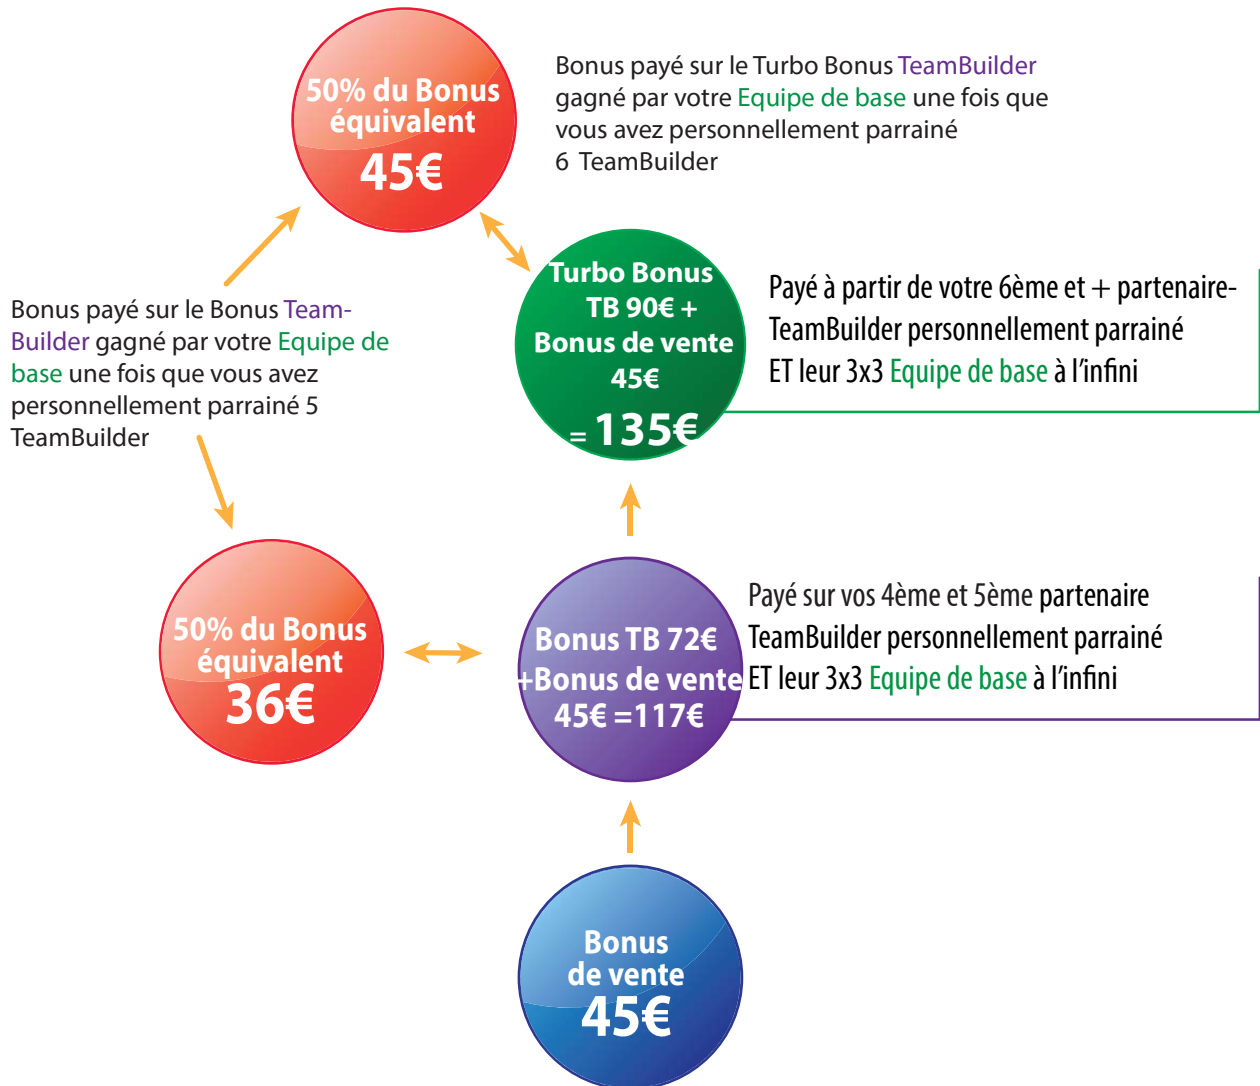 50% du Bonus
équivalent
45€
Bonus payé sur le Turbo Bonus TeamBuilder
gagné par votre Equipe de base une fois que
vous avez personnellement parrainé
6 TeamBuilder
Turbo Bonus
TB 90€ +
Bonus de vente
45€
= 135€
Payé à partir de votre 6ème et + partenaire-
TeamBuilder personnellement parrainé
ET leur 3x3 Equipe de base à l’infini
Bonus payé sur le Bonus Team-
Builder gagné par votre Equipe de
base une fois que vous avez
personnellement parrainé 5
TeamBuilder
50% du Bonus
équivalent
36€
Bonus TB 72€
+Bonus de vente
45€ =117€
Payé sur vos 4ème et 5ème partenaire
TeamBuilder personnellement parrainé
ET leur 3x3 Equipe de base à l’infini
Bonus
de vente
45€